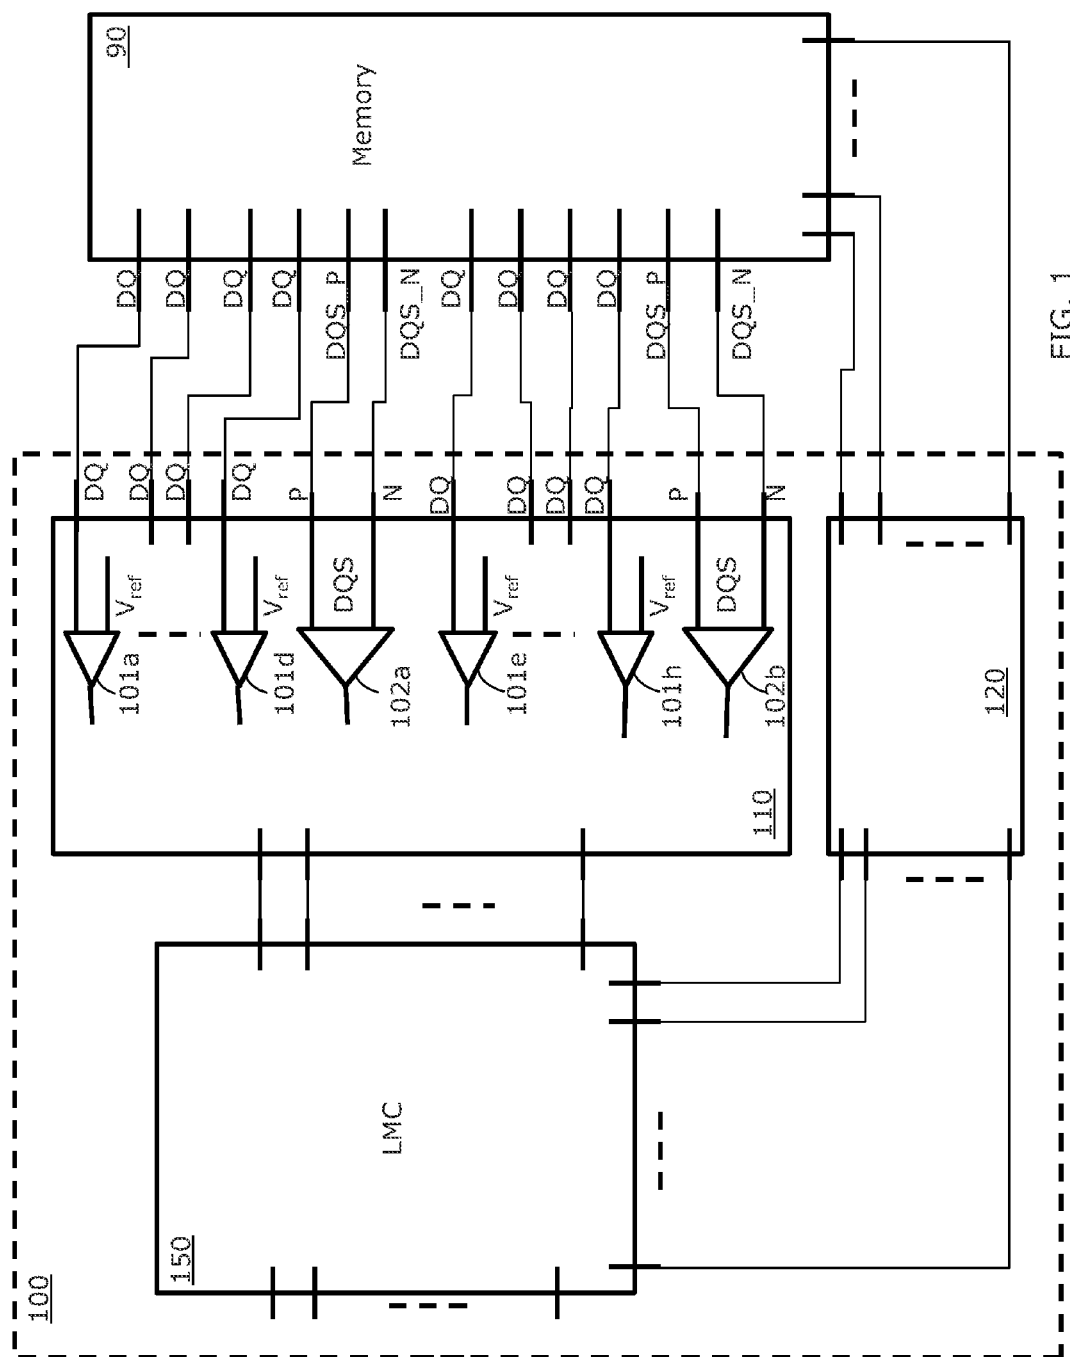 100
150
LMC
110
120
101a
101d
102a
101e
101h
102b
Vref
Vref
DQS
Vref
Vref
DQS
DQ
DQ
DQ
DQ
P
N
DQ
DQ
DQ
DQ
P
N
DQ
DQ
DQ
DQ
DQS_P
DQS_N
DQ
DQ
DQ
DQ
DQS_P
DQS_N
90
Memory
FIG. 1